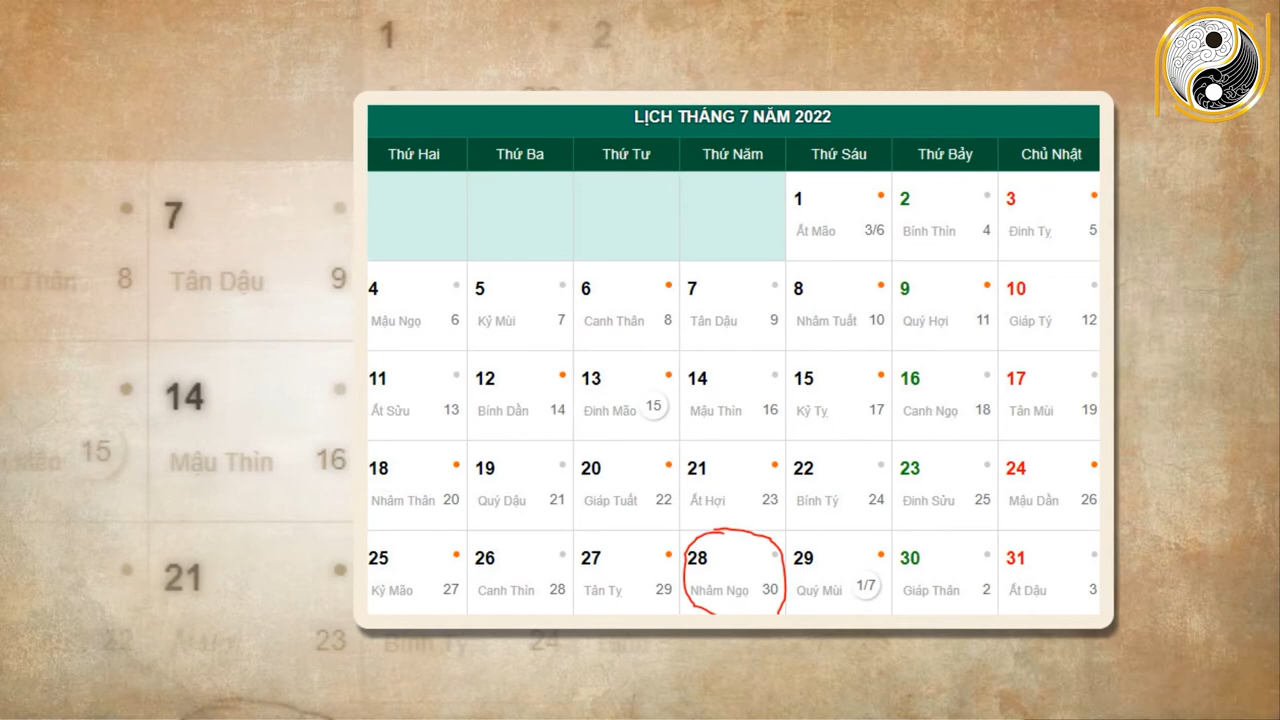 1 2
LỊCH THÁNG 7 NĂM 2022
Thứ Hai Thứ Ba Thứ Tư Thứ Năm Thứ Sáu Thứ Bảy Chủ Nhật
1 2 3
Ất Mão 3/6 Bính Thìn 4 Đinh Tỵ 5
4 5 6 7 8 9 10
Mậu Ngọ 6 Kỷ Mùi 7 Canh Thân 8 Tân Dậu 9 Nhâm Tuất 10 Quý Hợi 11 Giáp Tý 12
11 12 13 14 15 16 17
Ất Sửu 13 Bính Dần 14 Đinh Mão 15 Mậu Thìn 16 Kỷ Tỵ 17 Canh Ngọ 18 Tân Mùi 19
18 19 20 21 22 23 24
Nhâm Thân 20 Quý Dậu 21 Giáp Tuất 22 Ất Hợi 23 Bính Tý 24 Đinh Sửu 25 Mậu Dần 26
25 26 27 28 29 30 31
Kỷ Mão 27 Canh Thìn 28 Tân Tỵ 29 Nhâm Ngọ 30 Quý Mùi 1/7 Giáp Thân 2 Ất Dậu 3
7
Thân 8 Tân Dậu 9
14
15 Mậu Thìn 16
21
22 23 Bính Tý 24